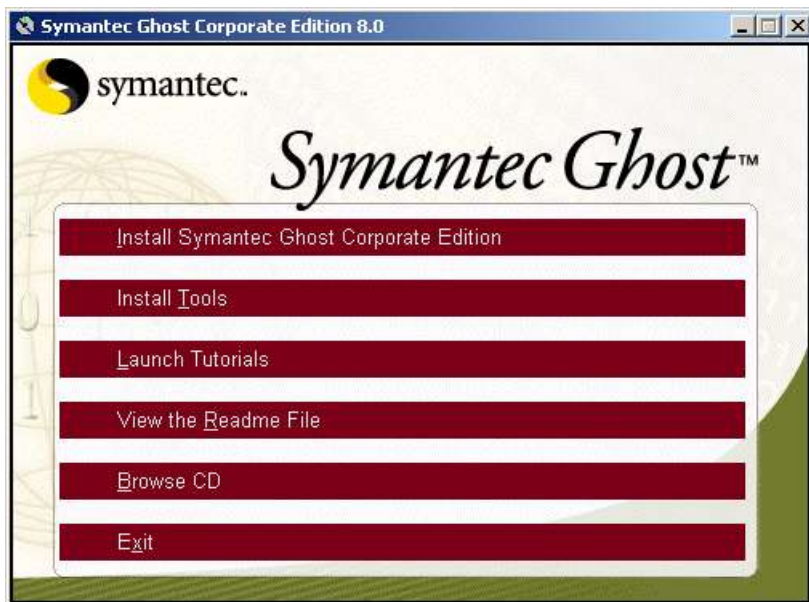 Symantec Ghost Corporate Edition 8.0
symantec™
Symantec Ghost™
Install Symantec Ghost Corporate Edition
Install Tools
Launch Tutorials
View the Readme File
Browse CD
Exit